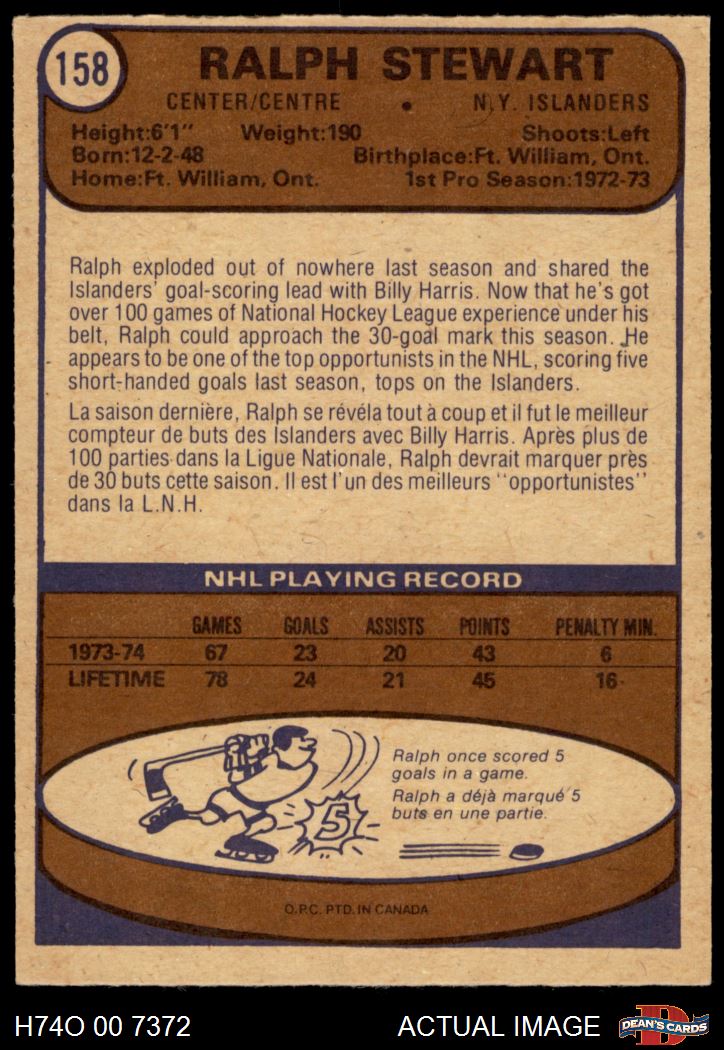 158
RALPH STEWART
CENTER/CENTRE • N.Y. ISLANDERS
Height:6'1" Weight:190 Shoots:Left
Born:12-2-48 Birthplace:Ft. William, Ont.
Home:Ft. William, Ont. 1st Pro Season:1972-73
Ralph exploded out of nowhere last season and shared the
Islanders' goal-scoring lead with Billy Harris. Now that he's got
over 100 games of National Hockey League experience under his
belt, Ralph could approach the 30-goal mark this season. He
appears to be one of the top opportunists in the NHL, scoring five
short-handed goals last season, tops on the Islanders.
La saison dernière, Ralph se révéla tout à coup et il fut le meilleur
compteur de buts des Islanders avec Billy Harris. Après plus de
100 parties dans la Ligue Nationale, Ralph devrait marquer près
de 30 buts cette saison. Il est l'un des meilleurs "opportunistes"
dans la L.N.H.
NHL PLAYING RECORD
GAMES GOALS ASSISTS POINTS PENALTY MIN.
1973-74 67 23 20 43 6
LIFETIME 78 24 21 45 16
Ralph once scored 5
goals in a game.
Ralph a déjà marqué 5
buts en une partie.
5
O.P.C. PTD. IN CANADA
H74O 00 7372 ACTUAL IMAGE
D
DEAN'S CARDS